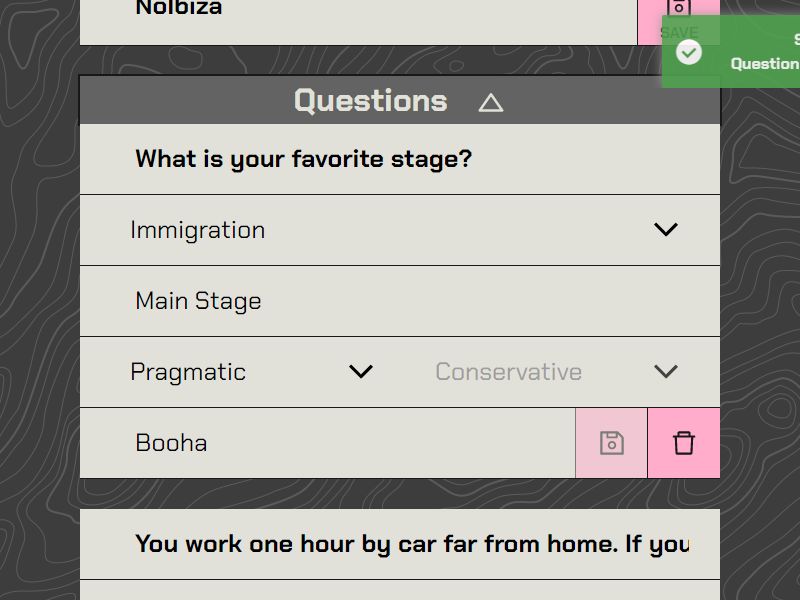 Nolbiza
SAVE
Question
Questions
What is your favorite stage?
Immigration
Main Stage
Pragmatic
Conservative
Booha
You work one hour by car far from home. If you